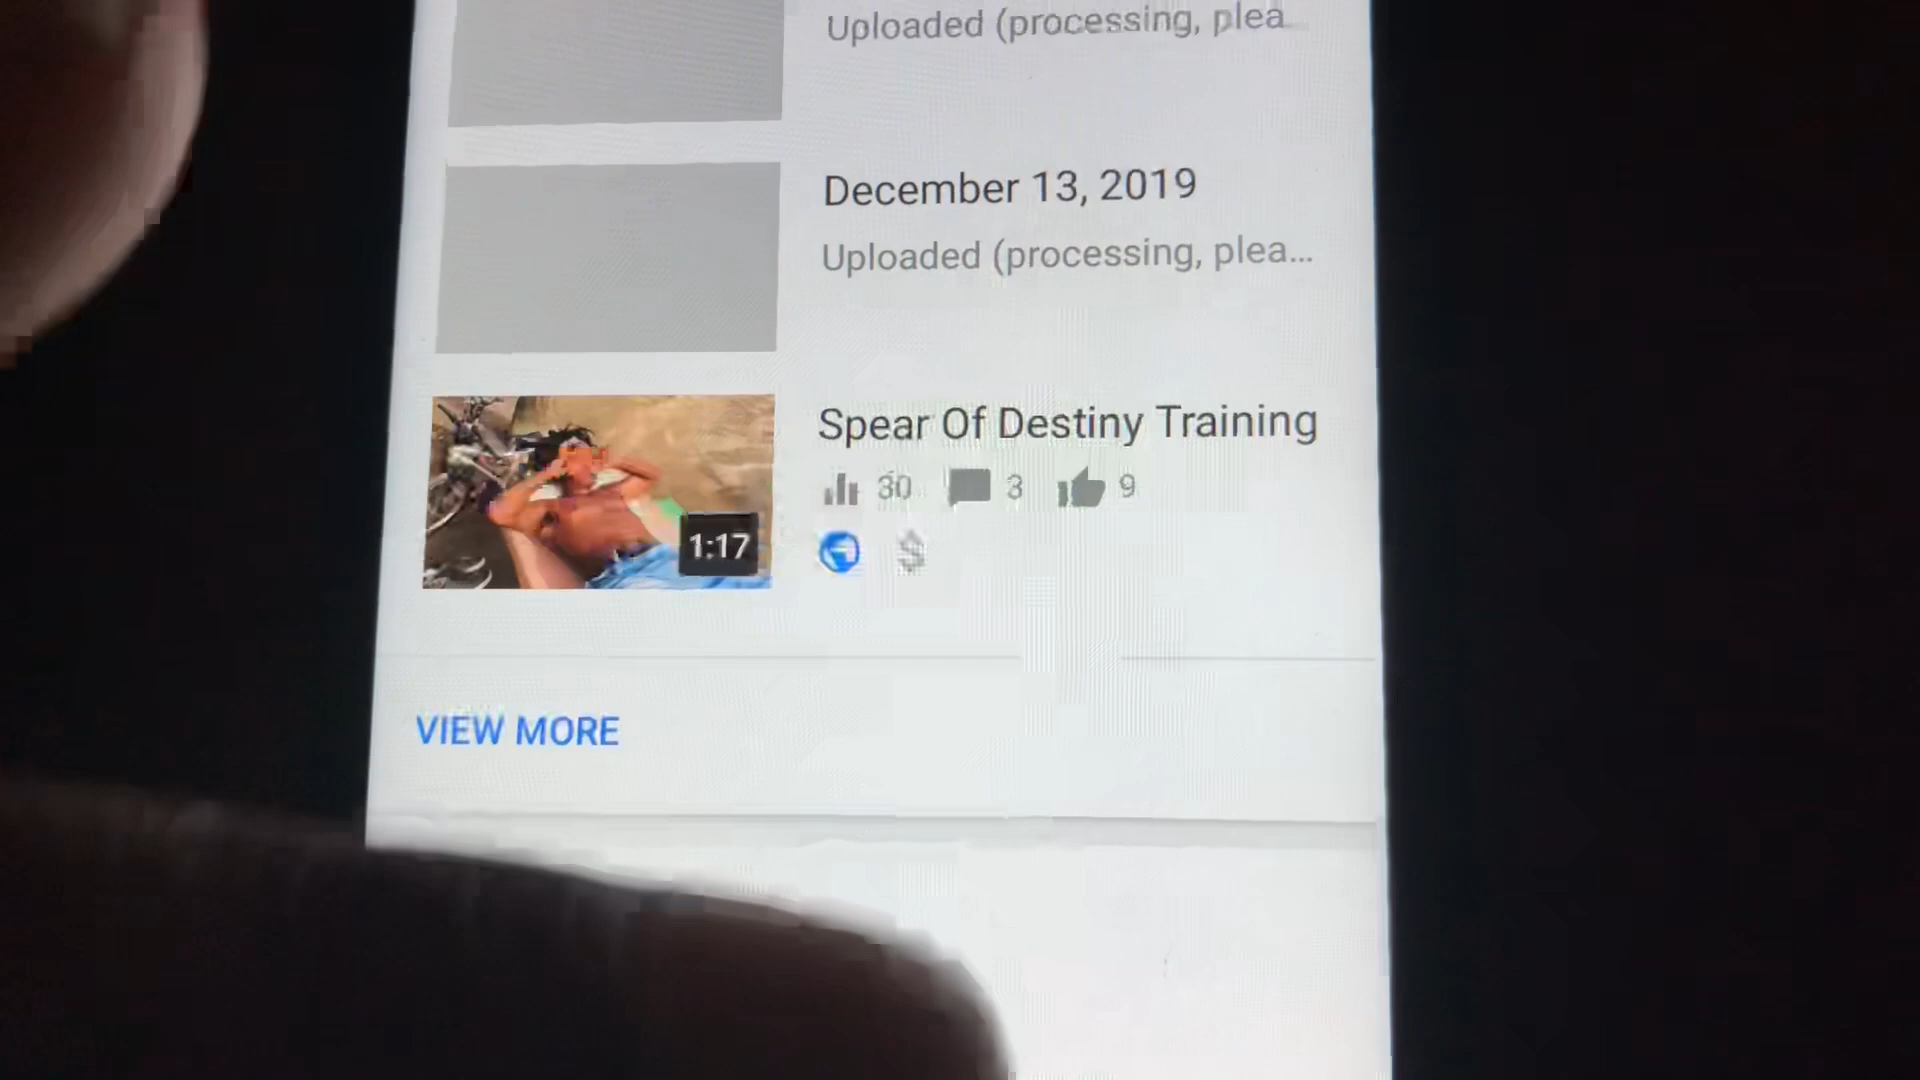 Uploaded (processing, plea...
December 13, 2019
Uploaded (processing, plea...
Spear Of Destiny Training
30 3 9
1:17
$
VIEW MORE